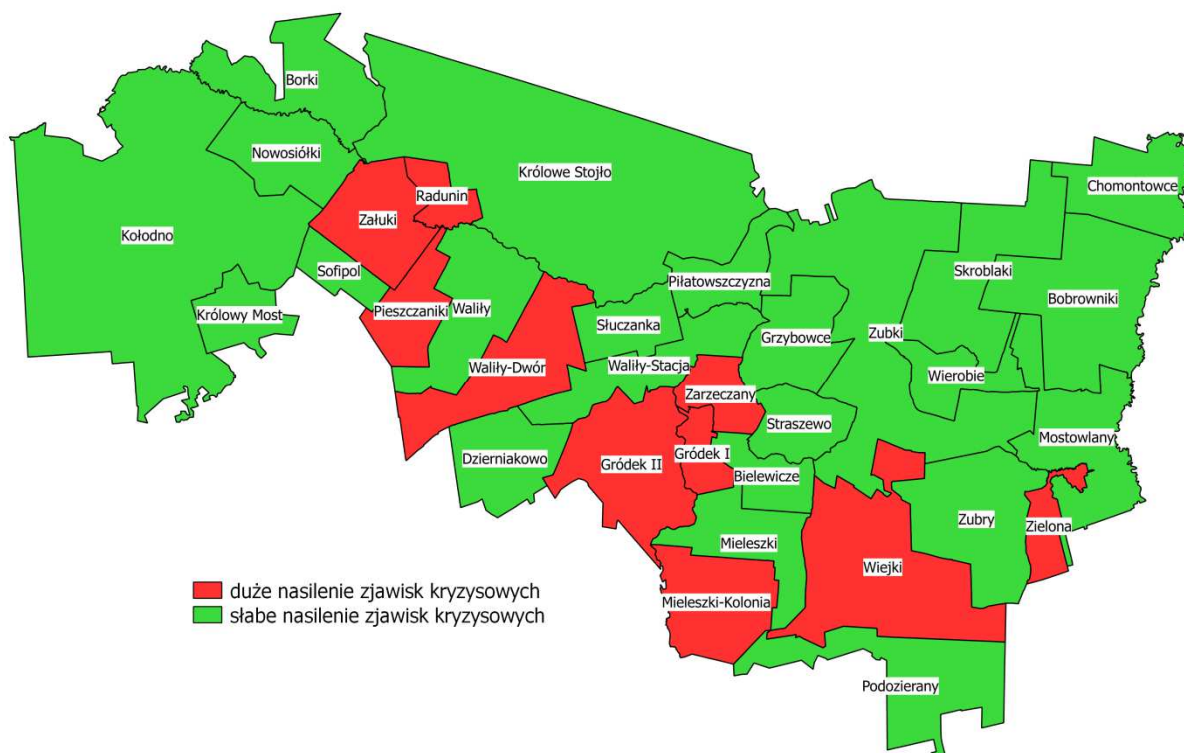 Borki
Nowosiółki
Królowe Stojło
Chomontowce
Radunin
Załuki
Kołodno
Sofipol
Skroblaki
Piłatowszczyzna
Bobrowniki
Królowy Most
Pieszczaniki
Waliły
Słuczanka
Zubki
Grzybowce
Waliły-Dwór
Waliły-Stacja
Wierobie
Zarzeczany
Straszewo
Mostowlany
Dzierniakowo
Gródek II
Gródek I
Bielewicze
Zubry
Zielona
Mieleszki
Wiejki
duże nasilenie zjawisk kryzysowych
Mieleszki-Kolonia
słabe nasilenie zjawisk kryzysowych
Podozierany